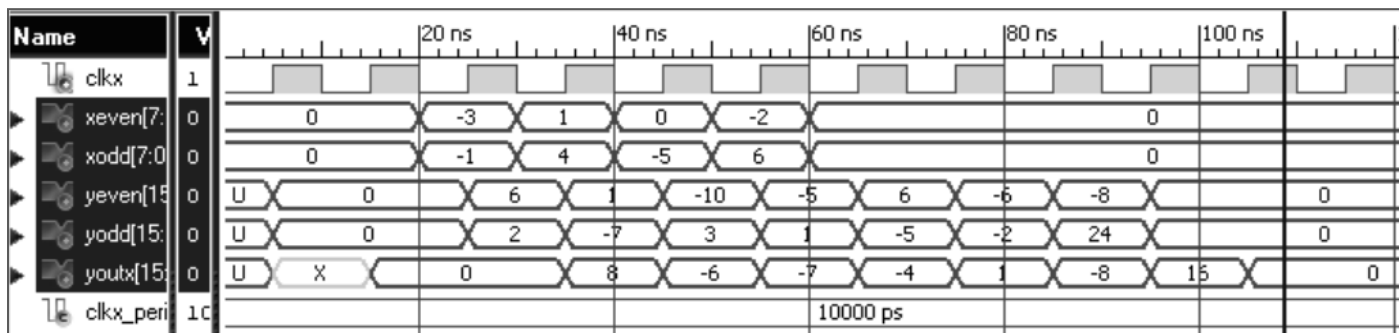 Name V 20 ns 40 ns 60 ns 80 ns 100 ns
clkx 1
xeven[7: 0 0 -3 1 0 -2 0
xodd[7:0 0 0 -1 4 -5 6 0
yeven[15 0 U 0 6 1 -10 -5 6 -6 -8 0
yodd[15: 0 U 0 2 -7 3 1 -5 -2 24 0
youtx[15: 0 U X 0 8 -6 -7 -4 1 -8 16 0
clkx_peri 10 10000 ps